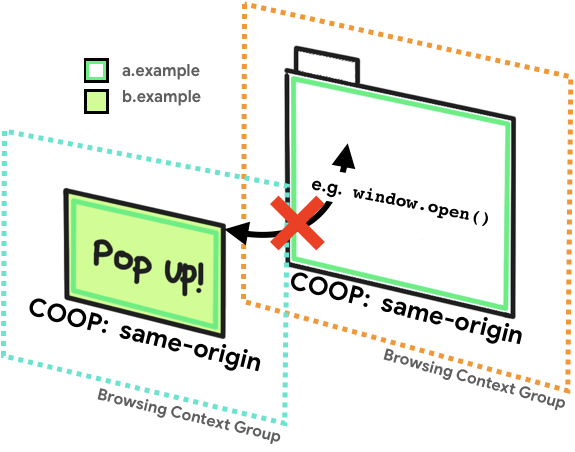 a.example
b.example
e.g. window.open()
Pop up!
COOP: same-origin
COOP: same-origin
Browsing Context Group
Browsing Context Group